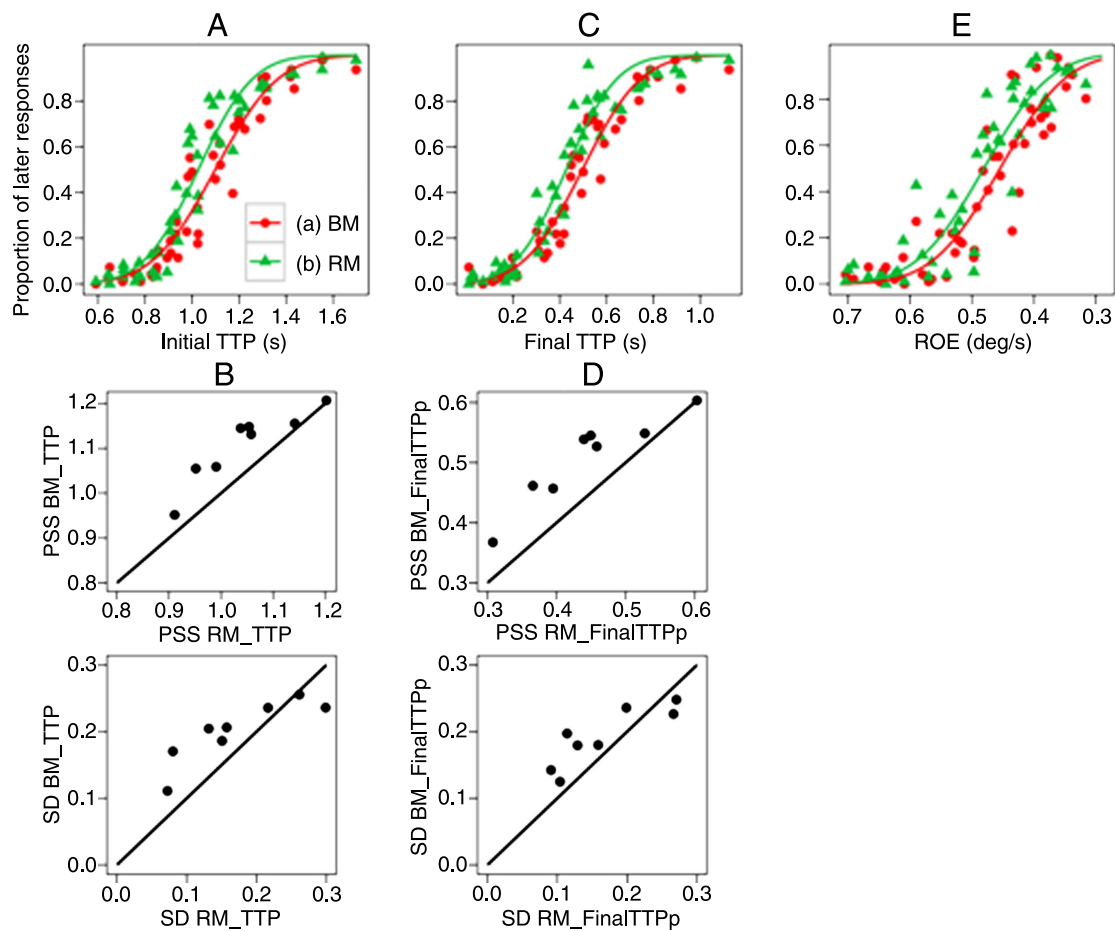 A
C
E
Proportion of later responses
0.8
0.6
0.4
0.2
0.0
(a) BM
(b) RM
0.6 0.8 1.0 1.2 1.4 1.6
0.2 0.4 0.6 0.8 1.0
0.7 0.6 0.5 0.4 0.3
Initial TTP (s)
Final TTP (s)
ROE (deg/s)
B
D
PSS BM_TTP
1.2
1.1
1.0
0.9
0.8
0.8 0.9 1.0 1.1 1.2
PSS RM_TTP
PSS BM_FinalTTPp
0.6
0.5
0.4
0.3
0.3 0.4 0.5 0.6
PSS RM_FinalTTPp
SD BM_TTP
0.3
0.2
0.1
0.0
0.0 0.1 0.2 0.3
SD RM_TTP
SD BM_FinalTTPp
0.3
0.2
0.1
0.0
0.0 0.1 0.2 0.3
SD RM_FinalTTPp